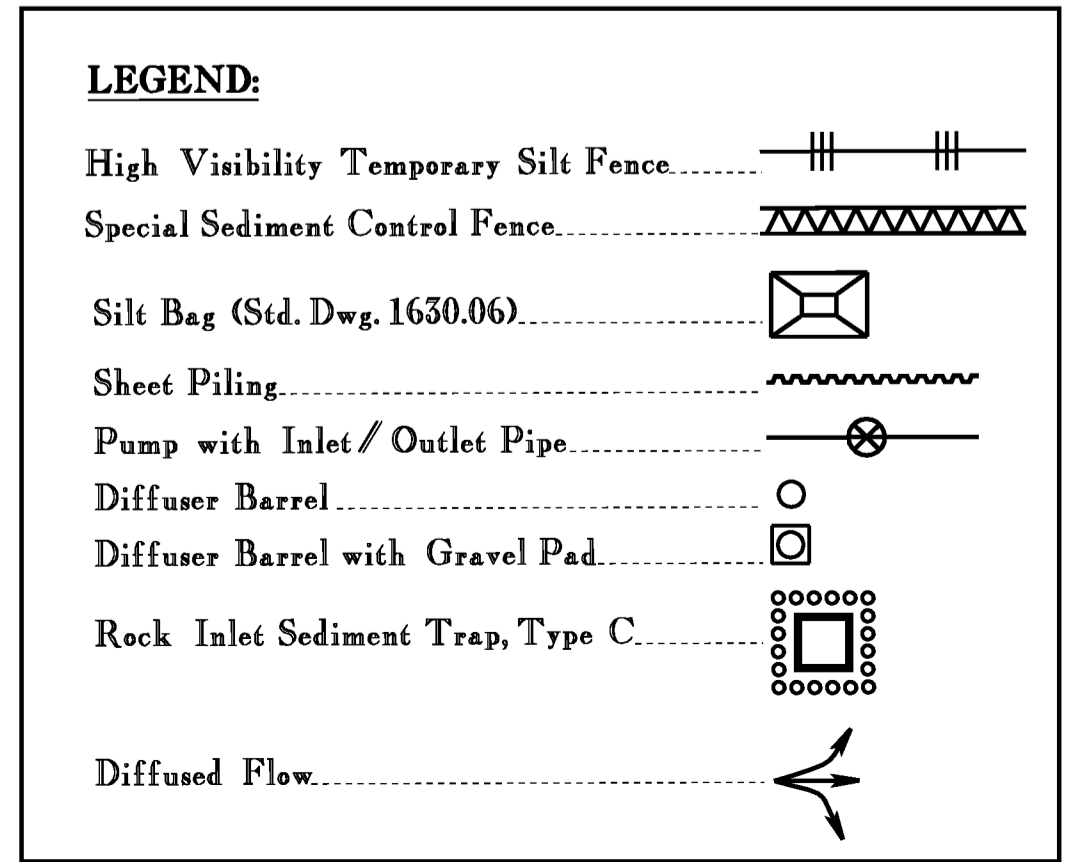 LEGEND:
High Visibility Temporary Silt Fence
Special Sediment Control Fence
Silt Bag (Std. Dwg. 1630.06)
Sheet Piling
Pump with Inlet / Outlet Pipe
Diffuser Barrel
Diffuser Barrel with Gravel Pad
Rock Inlet Sediment Trap, Type C
Diffused Flow